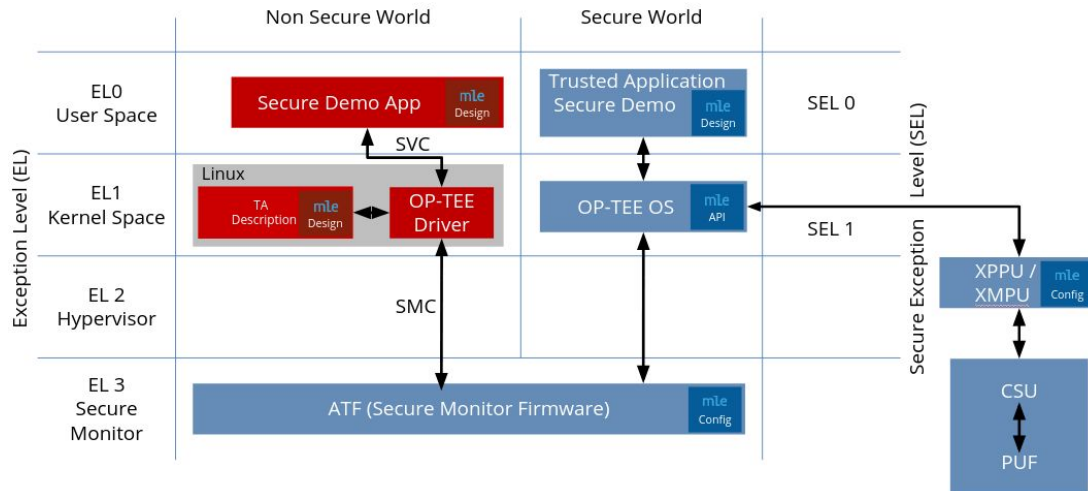 Non Secure World
Secure World
Exception Level (EL)
EL0
User Space
Secure Demo App
mle
Design
Trusted Application
Secure Demo
mle
Design
SEL 0
SVC
EL1
Kernel Space
Linux
TA
Description
mle
Design
OP-TEE
Driver
OP-TEE OS
mle
API
SEL 1
Secure Exception
Level (SEL)
EL 2
Hypervisor
SMC
XPPU /
XMPU
mle
Config
EL 3
Secure
Monitor
ATF (Secure Monitor Firmware)
mle
Config
CSU
PUF